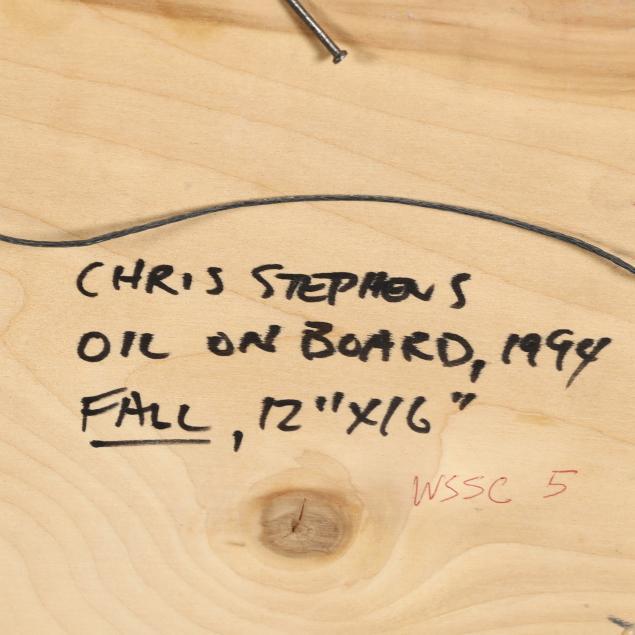 CHRIS STEPHENS
OIL ON BOARD, 1994
FALL, 12"X16"
WSSC 5